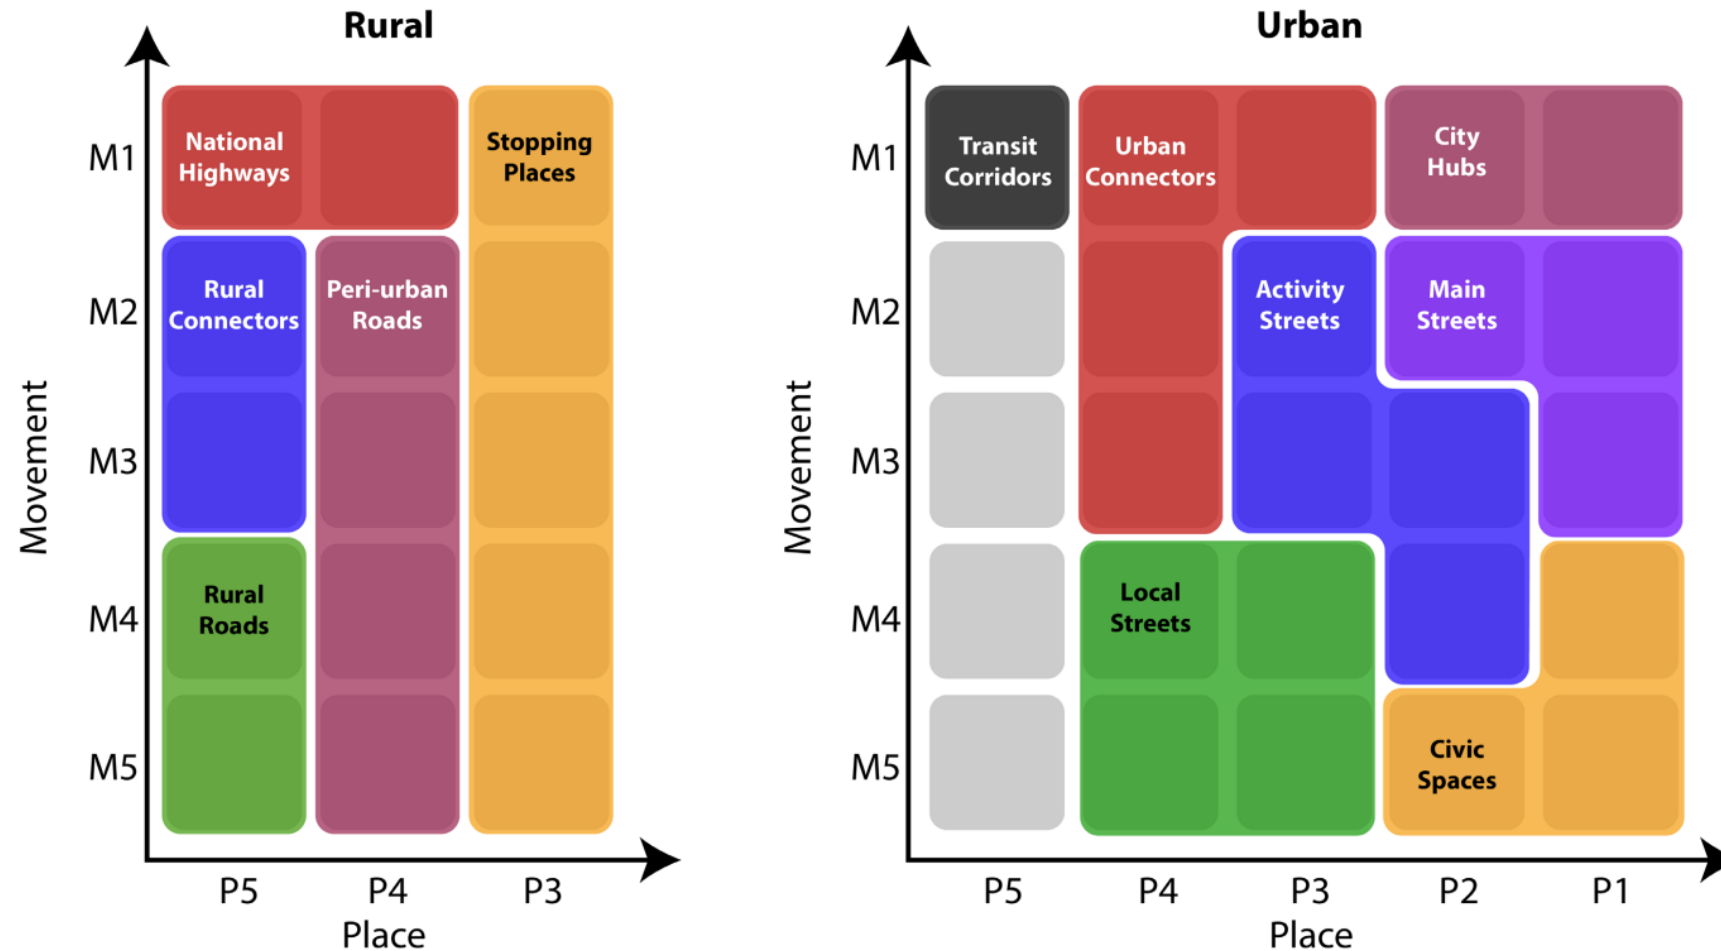 Rural
M1
M2
M3
M4
M5
Movement
National
Highways
Stopping
Places
Rural
Connectors
Peri-urban
Roads
Rural
Roads
P5
P4
P3
Place
Urban
M1
M2
M3
M4
M5
Movement
Transit
Corridors
Urban
Connectors
City
Hubs
Activity
Streets
Main
Streets
Local
Streets
Civic
Spaces
P5
P4
P3
P2
P1
Place